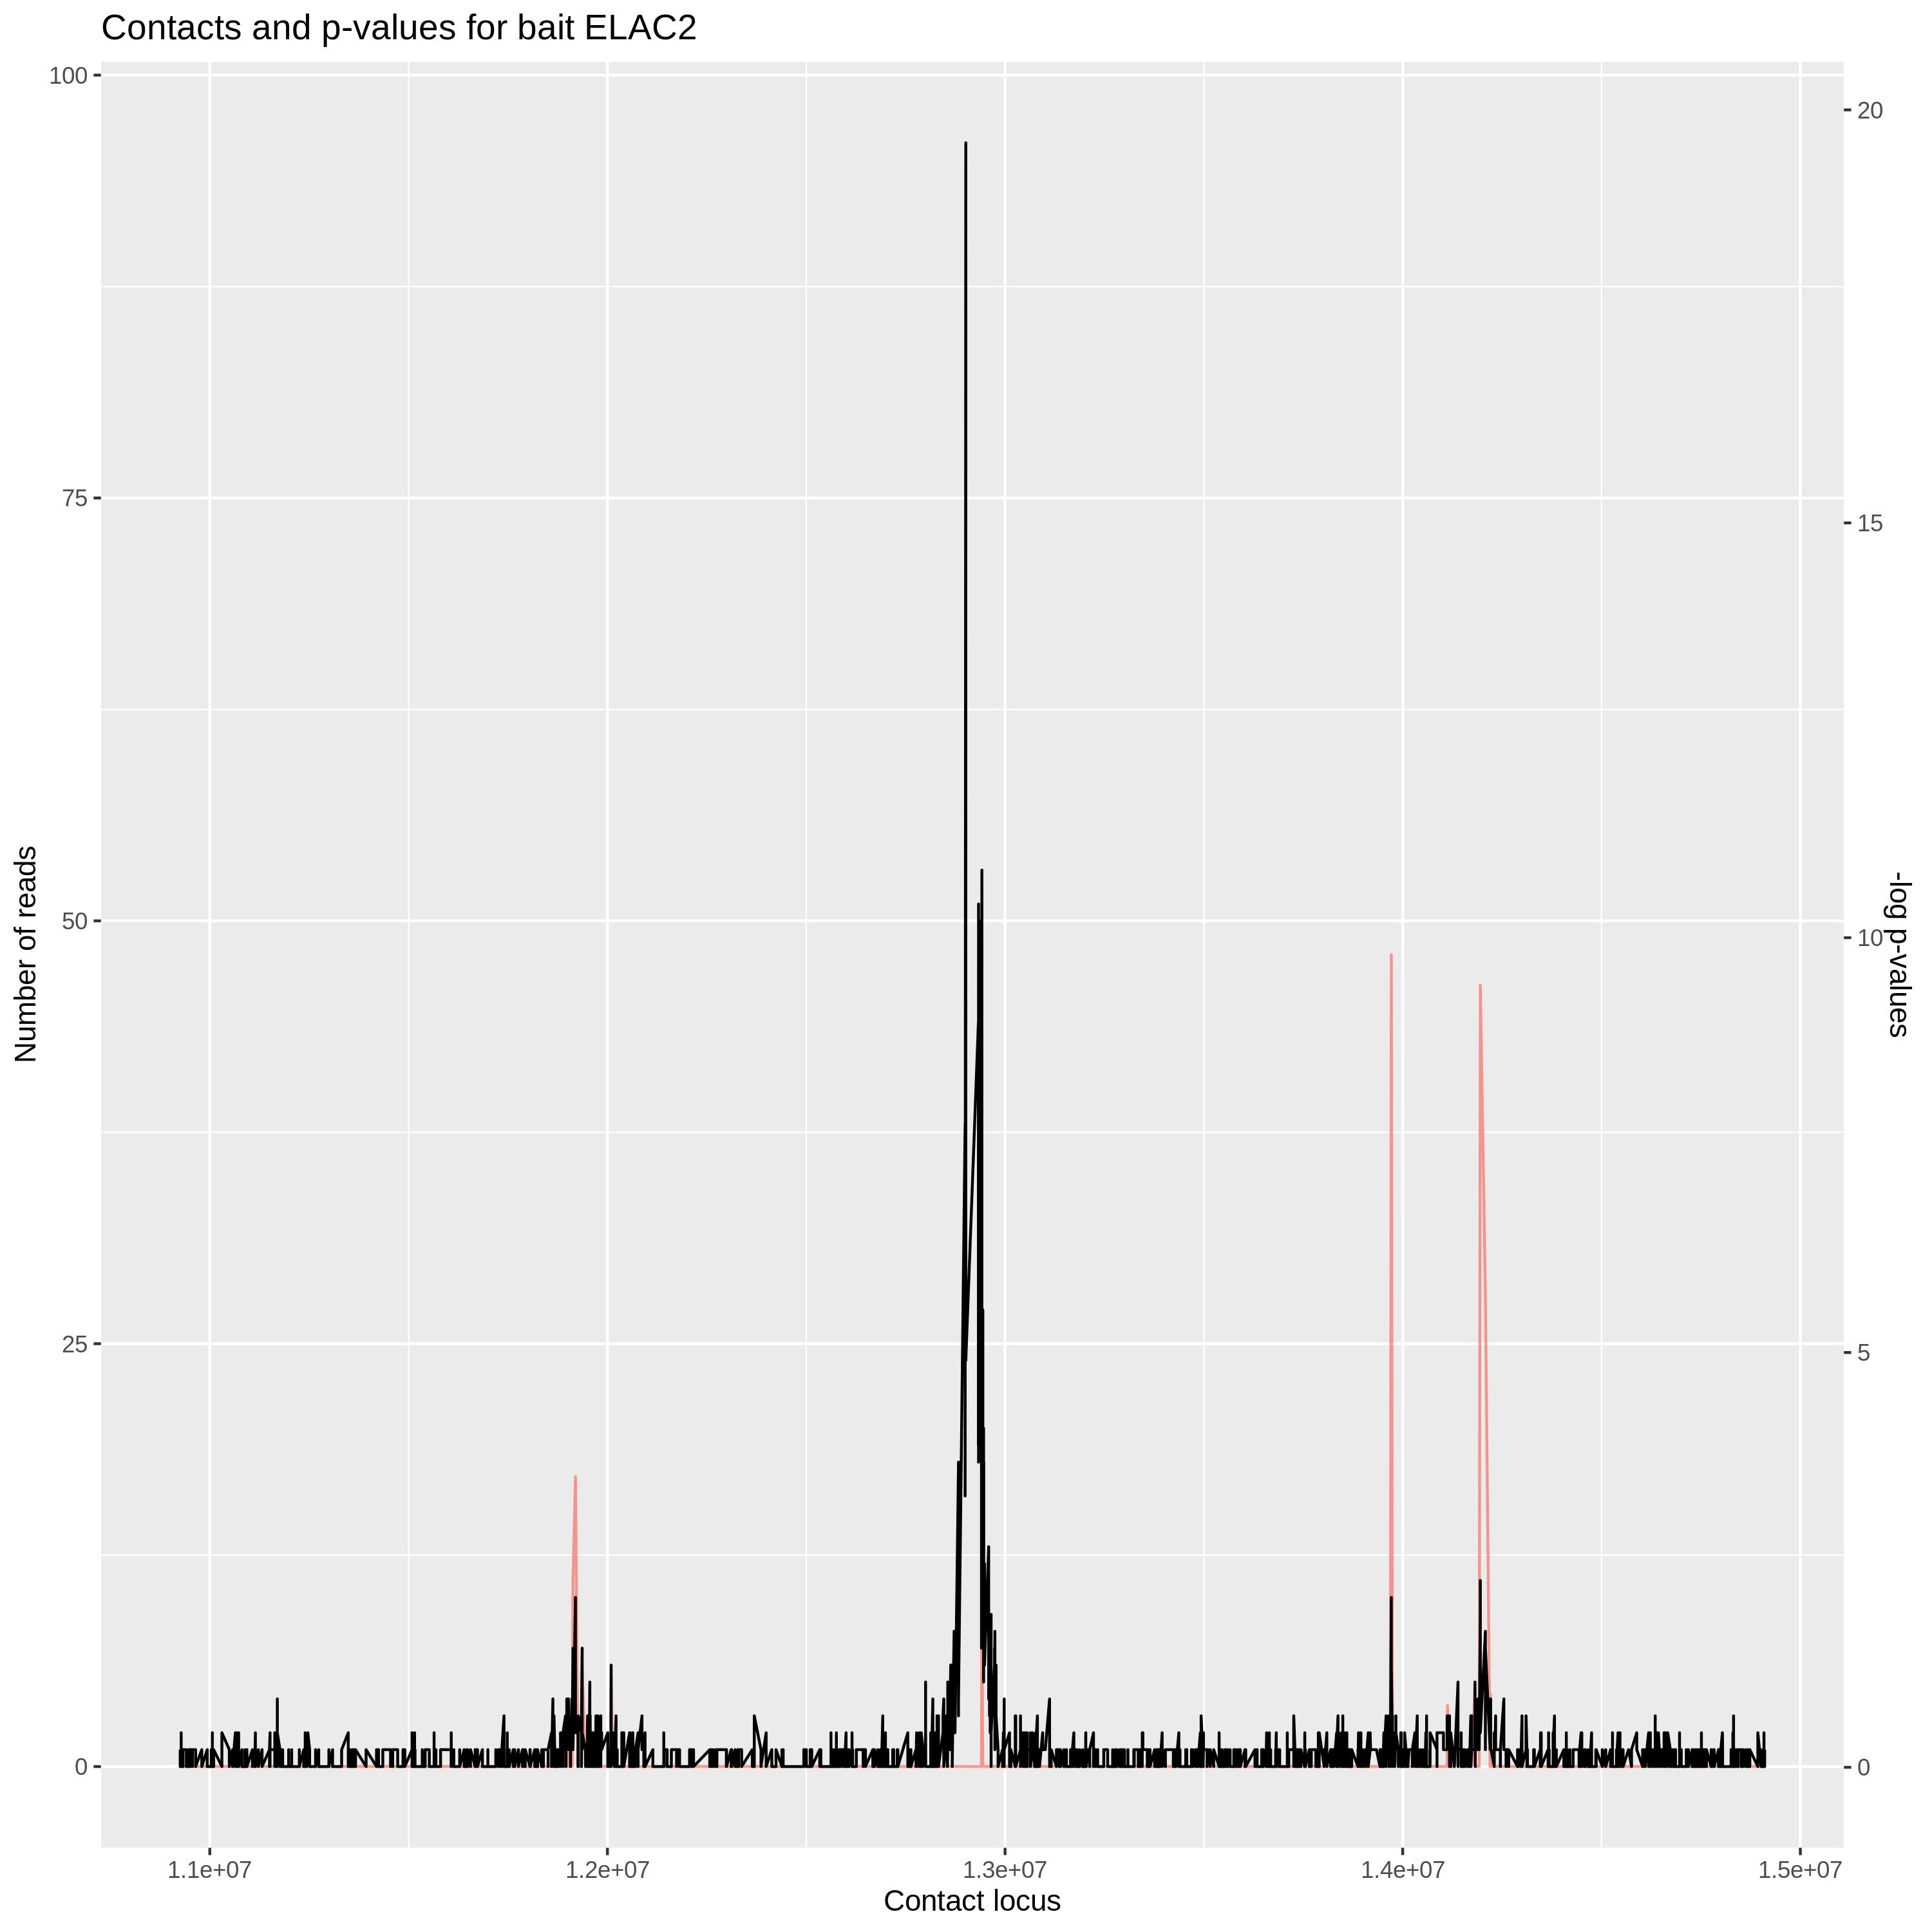 Contacts and p-values for bait ELAC2
100
75
50
25
0
Number of reads
20
15
10
5
0
-log p-values
1.1e+07 1.2e+07 1.3e+07 1.4e+07 1.5e+07
Contact locus